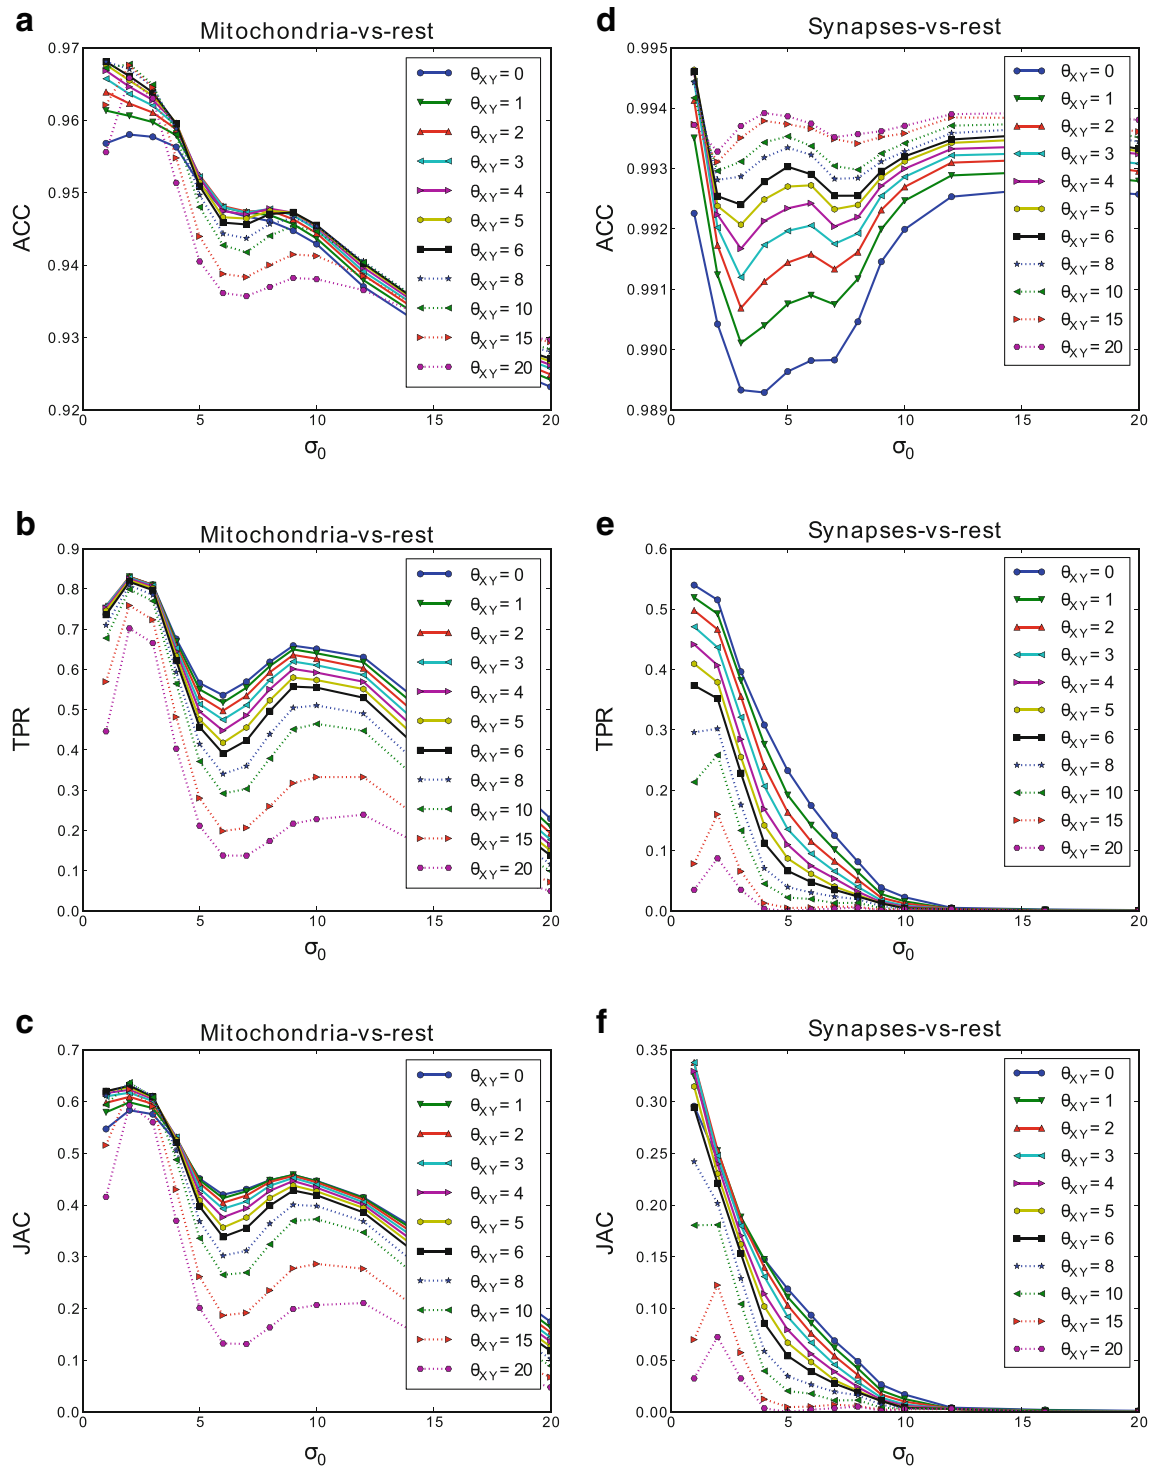 a
Mitochondria-vs-rest
0.97
0.96
0.95
0.94
0.93
0.92
ACC
0
5
10
15
20
σ0
θXY= 0
θXY= 1
θXY= 2
θXY= 3
θXY= 4
θXY= 5
θXY= 6
θXY= 8
θXY= 10
θXY= 15
θXY= 20
d
Synapses-vs-rest
0.995
0.994
0.993
0.992
0.991
0.990
0.989
ACC
0
5
10
15
20
σ0
θXY= 0
θXY= 1
θXY= 2
θXY= 3
θXY= 4
θXY= 5
θXY= 6
θXY= 8
θXY= 10
θXY= 15
θXY= 20
b
Mitochondria-vs-rest
0.9
0.8
0.7
0.6
0.5
0.4
0.3
0.2
0.1
0.0
TPR
0
5
10
15
20
σ0
θXY= 0
θXY= 1
θXY= 2
θXY= 3
θXY= 4
θXY= 5
θXY= 6
θXY= 8
θXY= 10
θXY= 15
θXY= 20
e
Synapses-vs-rest
0.6
0.5
0.4
0.3
0.2
0.1
0.0
TPR
0
5
10
15
20
σ0
θXY= 0
θXY= 1
θXY= 2
θXY= 3
θXY= 4
θXY= 5
θXY= 6
θXY= 8
θXY= 10
θXY= 15
θXY= 20
c
Mitochondria-vs-rest
0.7
0.6
0.5
0.4
0.3
0.2
0.1
0.0
JAC
0
5
10
15
20
σ0
θXY= 0
θXY= 1
θXY= 2
θXY= 3
θXY= 4
θXY= 5
θXY= 6
θXY= 8
θXY= 10
θXY= 15
θXY= 20
f
Synapses-vs-rest
0.35
0.30
0.25
0.20
0.15
0.10
0.05
0.00
JAC
0
5
10
15
20
σ0
θXY= 0
θXY= 1
θXY= 2
θXY= 3
θXY= 4
θXY= 5
θXY= 6
θXY= 8
θXY= 10
θXY= 15
θXY= 20